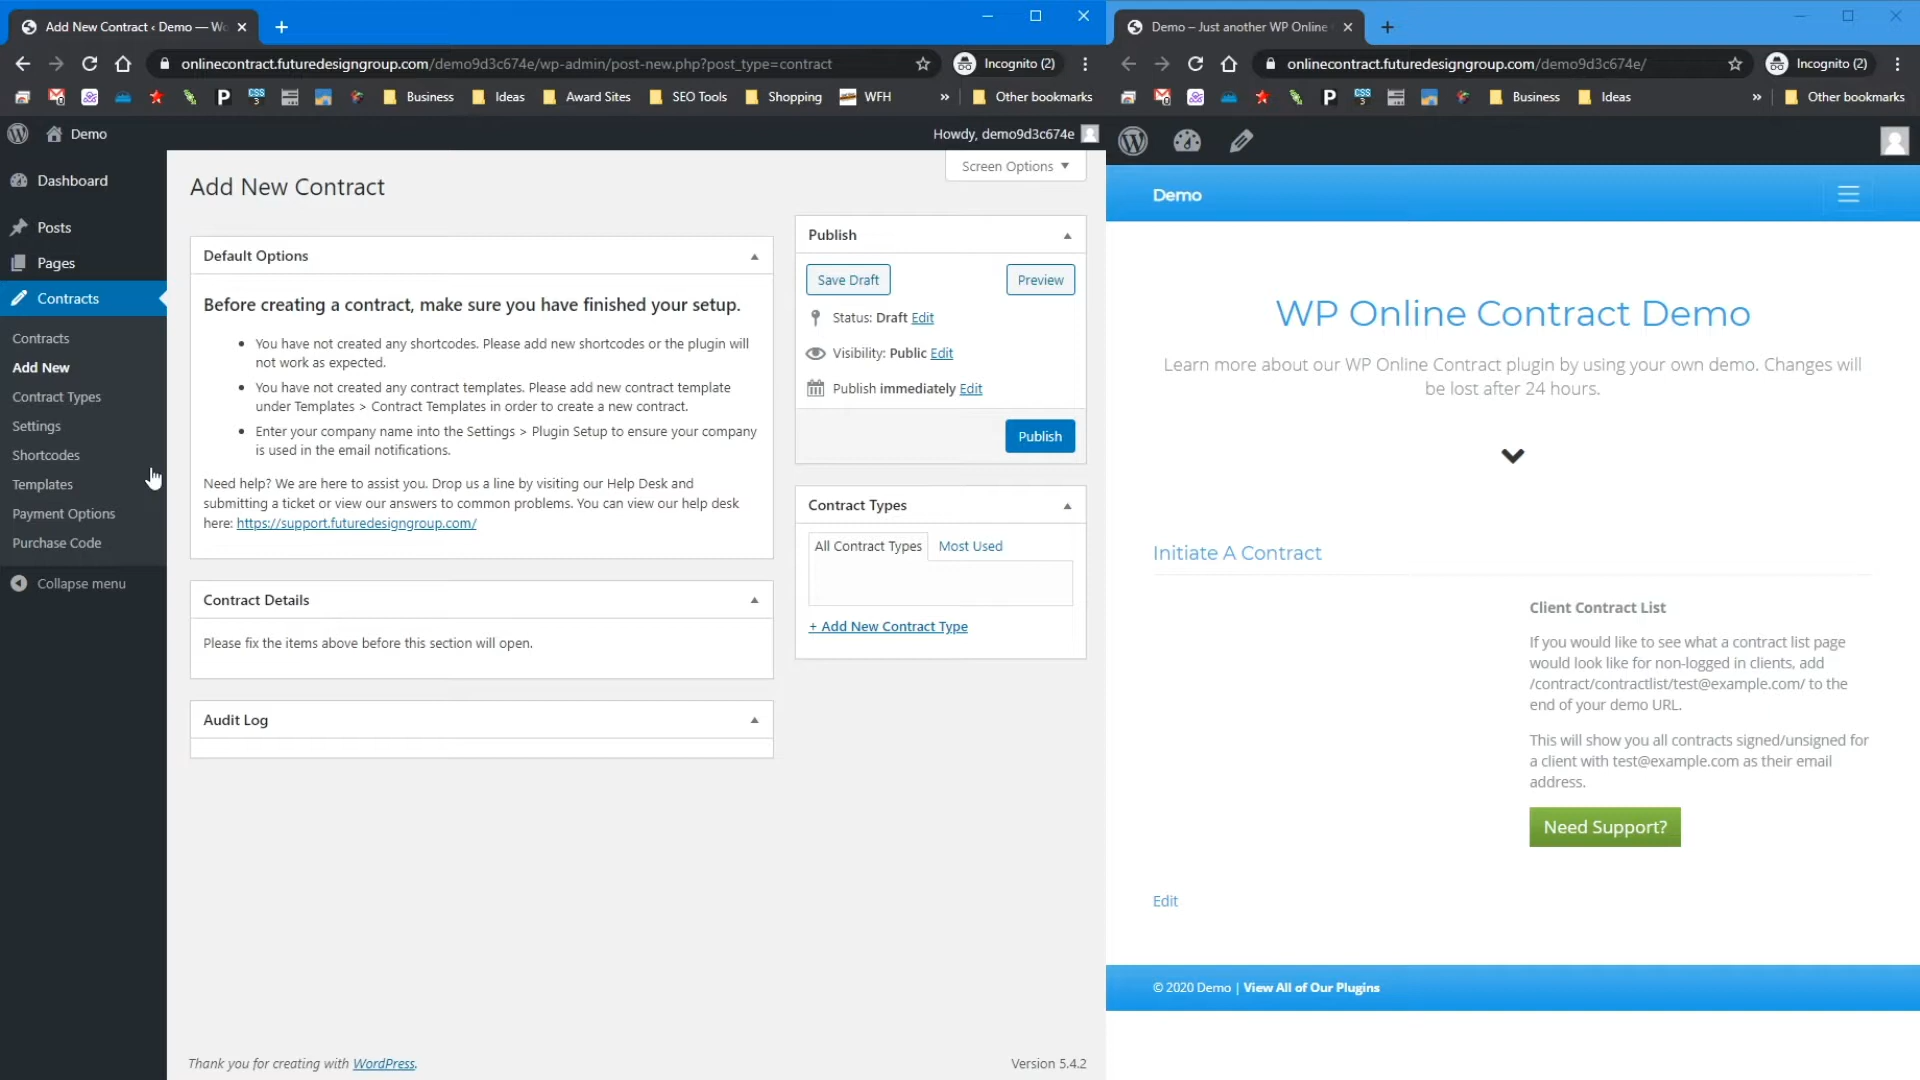 Add New Contract ‹ Demo — Wo
onlinecontract.futuredesigngroup.com/demo9d3c674e/wp-admin/post-new.php?post_type=contract
Incognito (2)
Business
Ideas
Award Sites
SEO Tools
Shopping
WFH
»
Other bookmarks
Demo
Howdy, demo9d3c674e
Dashboard
Posts
Pages
Contracts
Contracts
Add New
Contract Types
Settings
Shortcodes
Templates
Payment Options
Purchase Code
Collapse menu
Screen Options
Add New Contract
Default Options
Before creating a contract, make sure you have finished your setup.
• You have not created any shortcodes. Please add new shortcodes or the plugin will
not work as expected.
• You have not created any contract templates. Please add new contract template
under Templates > Contract Templates in order to create a new contract.
• Enter your company name into the Settings > Plugin Setup to ensure your company
is used in the email notifications.
Need help? We are here to assist you. Drop us a line by visiting our Help Desk and
submitting a ticket or view our answers to common problems. You can view our help desk
here: https://support.futuredesigngroup.com/
Contract Details
Please fix the items above before this section will open.
Audit Log
Publish
Save Draft
Preview
Status: Draft Edit
Visibility: Public Edit
Publish immediately Edit
Publish
Contract Types
All Contract Types
Most Used
+ Add New Contract Type
Thank you for creating with WordPress.
Version 5.4.2
Demo – Just another WP Online
onlinecontract.futuredesigngroup.com/demo9d3c674e/
Incognito (2)
Business
Ideas
»
Other bookmarks
Demo
WP Online Contract Demo
Learn more about our WP Online Contract plugin by using your own demo. Changes will
be lost after 24 hours.
Initiate A Contract
Client Contract List
If you would like to see what a contract list page
would look like for non-logged in clients, add
/contract/contractlist/test@example.com/ to the
end of your demo URL.
This will show you all contracts signed/unsigned for
a client with test@example.com as their email
address.
Need Support?
Edit
© 2020 Demo | View All of Our Plugins